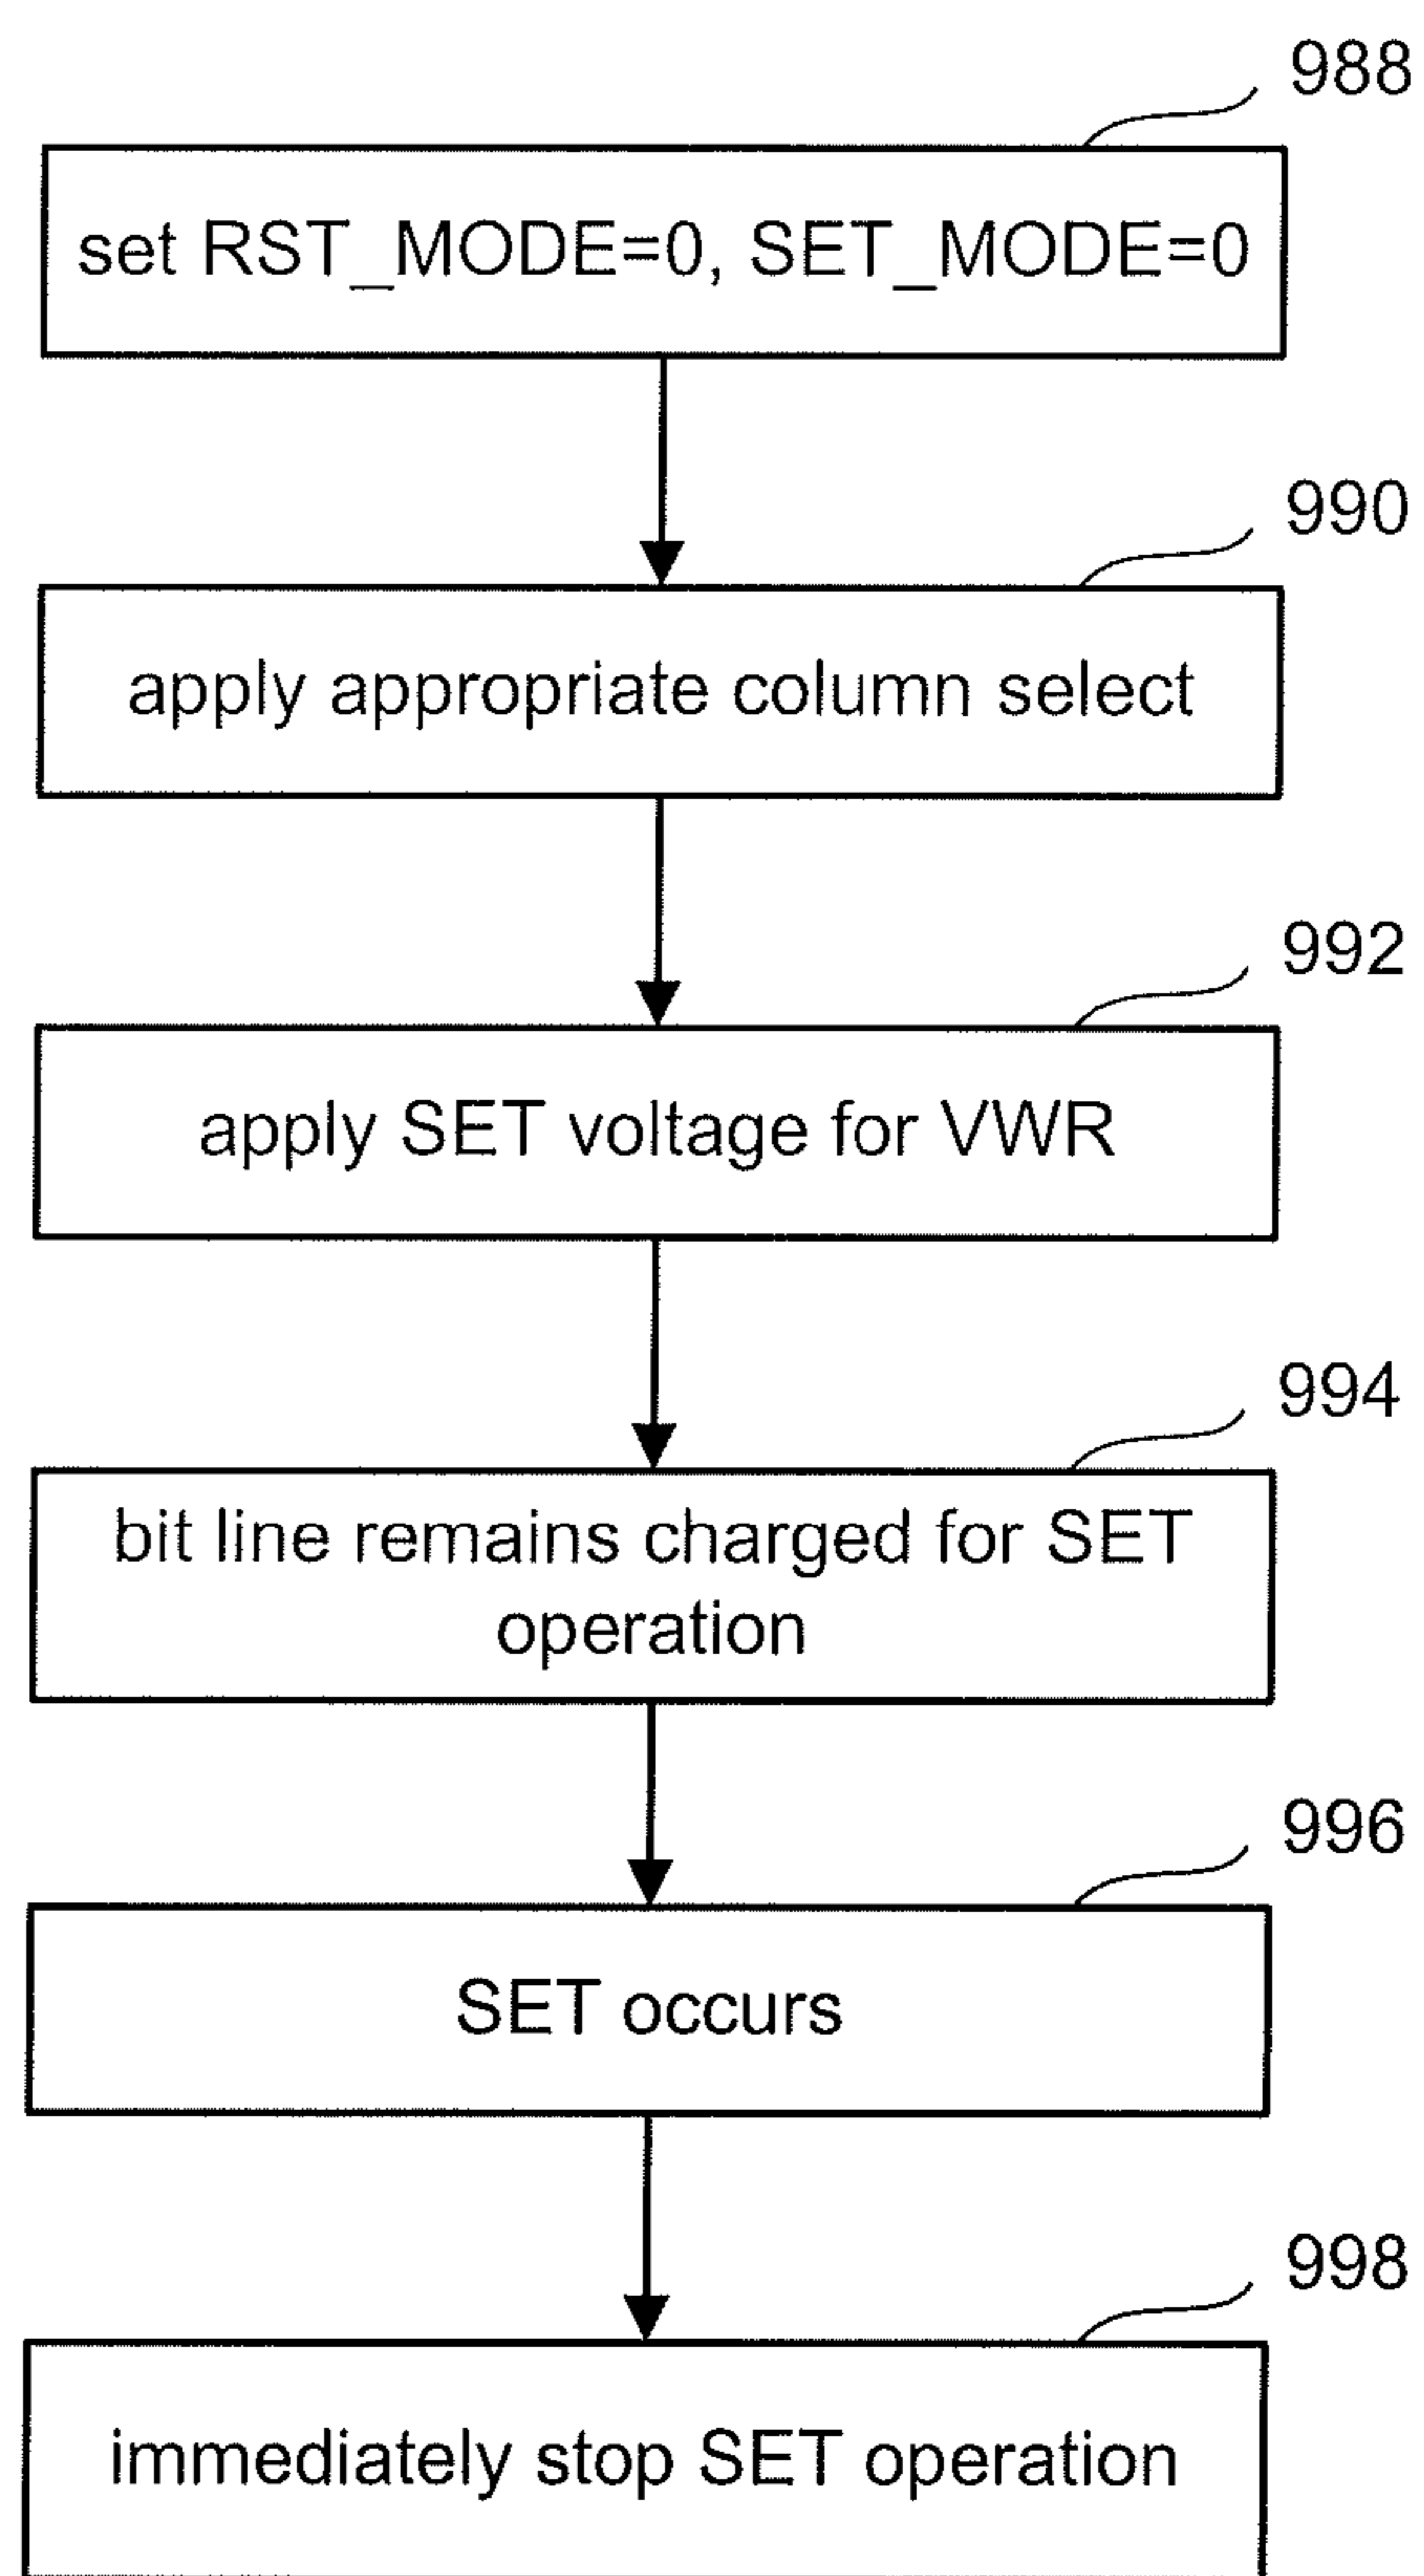 988
set RST_MODE=0, SET_MODE=0
990
apply appropriate column select
992
apply SET voltage for VWR
994
bit line remains charged for SET
operation
996
SET occurs
998
immediately stop SET operation